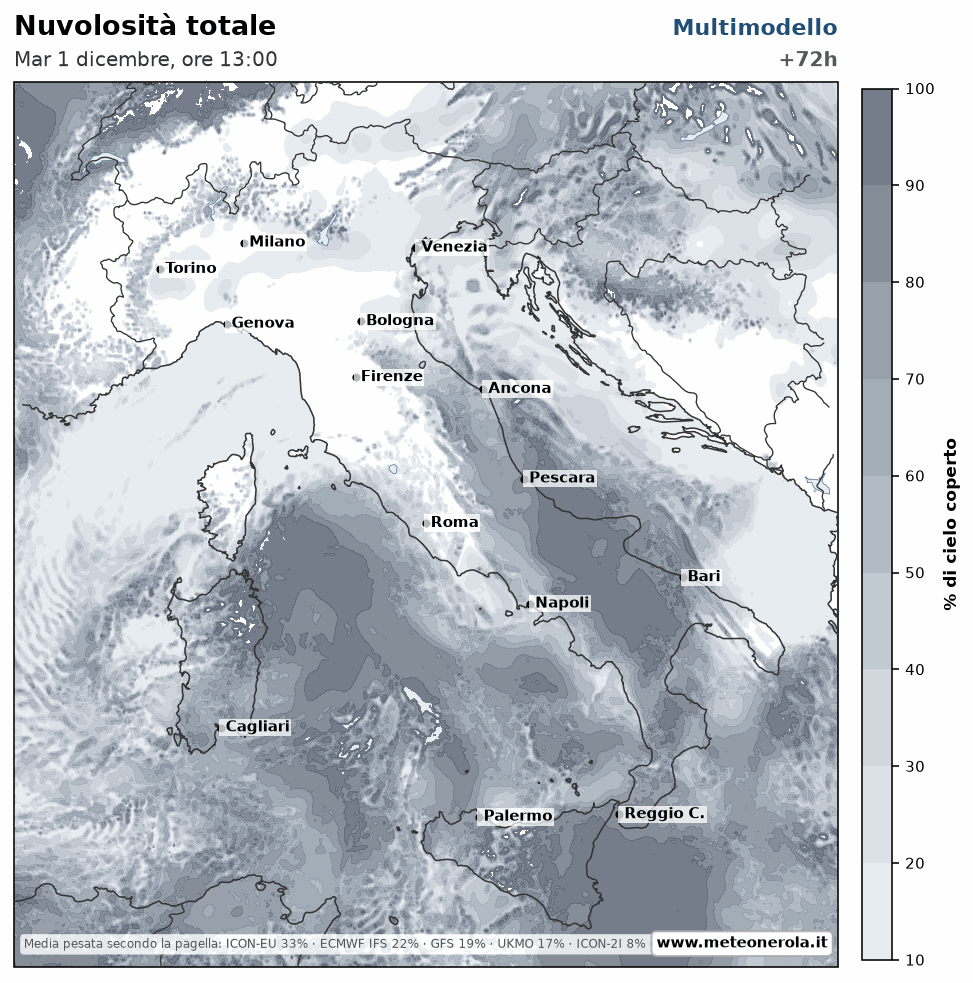 Nuvolosità totale
Multimodello
Mar 1 dicembre, ore 13:00
+72h
100
90
80
70
60
50
40
30
20
10
% di cielo coperto
Milano
Venezia
Torino
Genova
Bologna
Firenze
Ancona
Pescara
Roma
Bari
Napoli
Cagliari
Palermo
Reggio C.
Media pesata secondo la pagella: ICON-EU 33% · ECMWF IFS 22% · GFS 19% · UKMO 17% · ICON-2I 8%
www.meteonerola.it